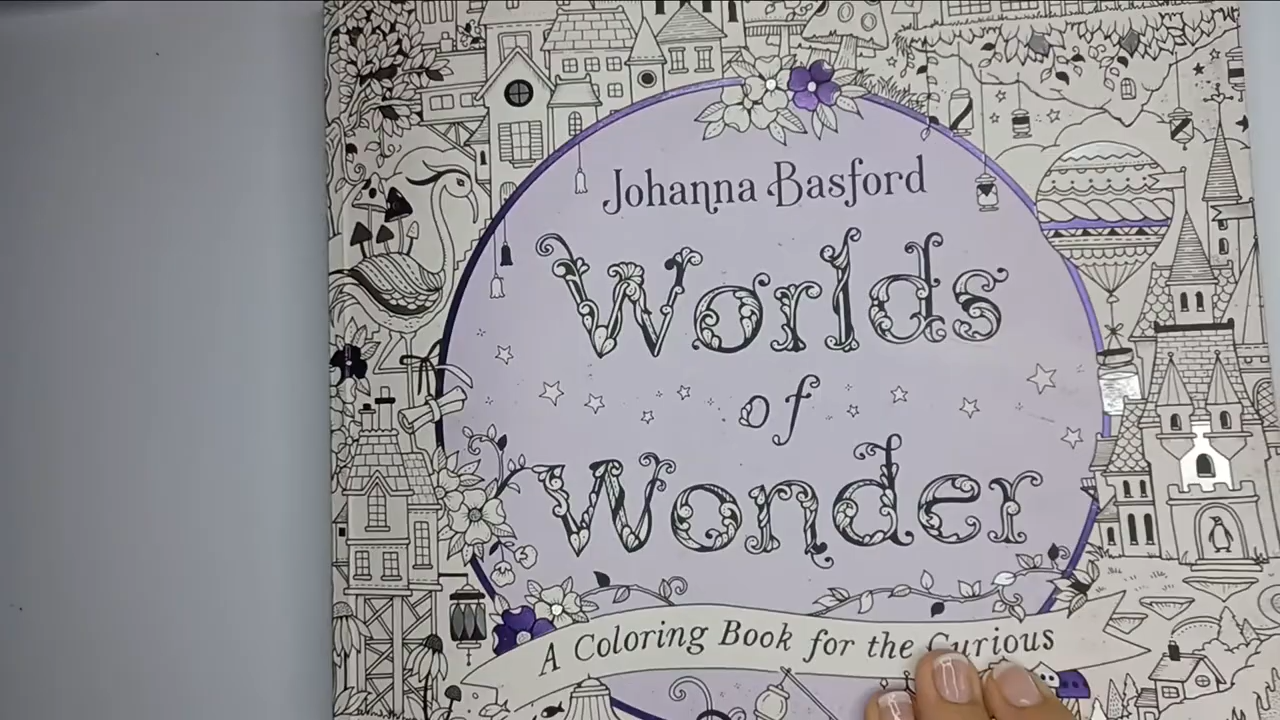 Johanna Basford
Worlds
of
Wonder
A Coloring Book for the Curious